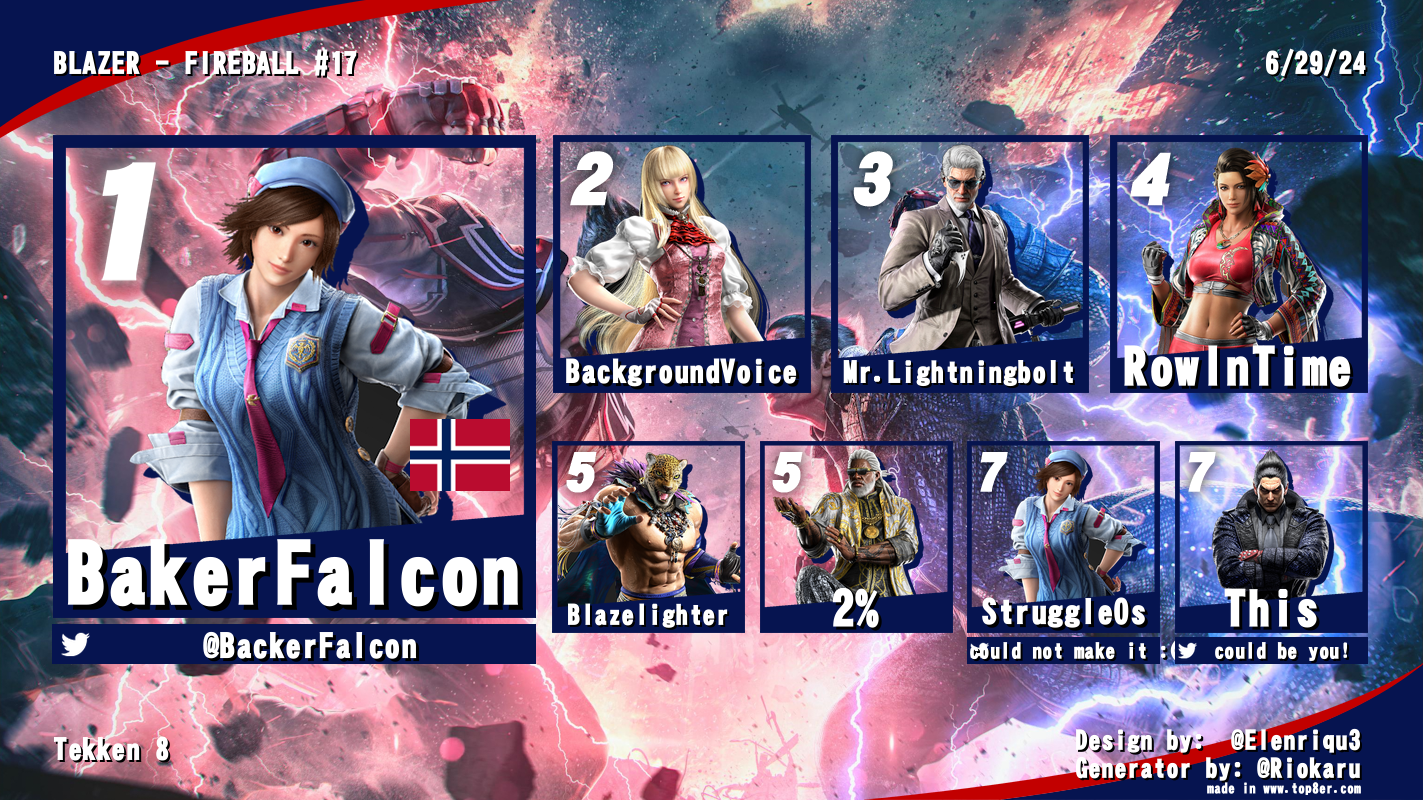 BLAZER - FIREBALL #17
6/29/24
1
BakerFalcon
@BackerFalcon
2
BackgroundVoice
3
Mr.Lightningbolt
4
RowInTime
5
Blazelighter
5
2%
7
StruggleOs
could not make it :(
7
This
could be you!
Tekken 8
Design by: @Elenriqu3
Generator by: @Riokaru
made in www.top8er.com